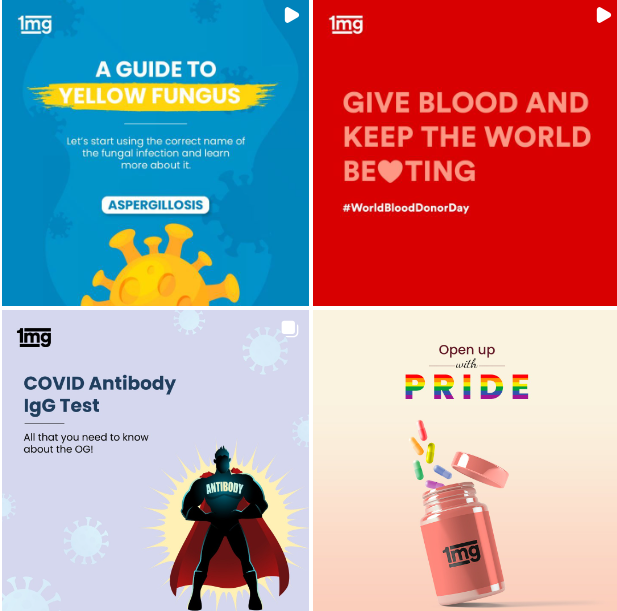 1mg
A GUIDE TO
YELLOW FUNGUS
Let's start using the correct name of
the fungal infection and learn
more about it.
ASPERGILLOSIS
1mg
GIVE BLOOD AND
KEEP THE WORLD
BE♥TING
#WorldBloodDonorDay
1mg
COVID Antibody
IgG Test
All that you need to know
about the OG!
ANTIBODY
Open up
with
PRIDE
1mg